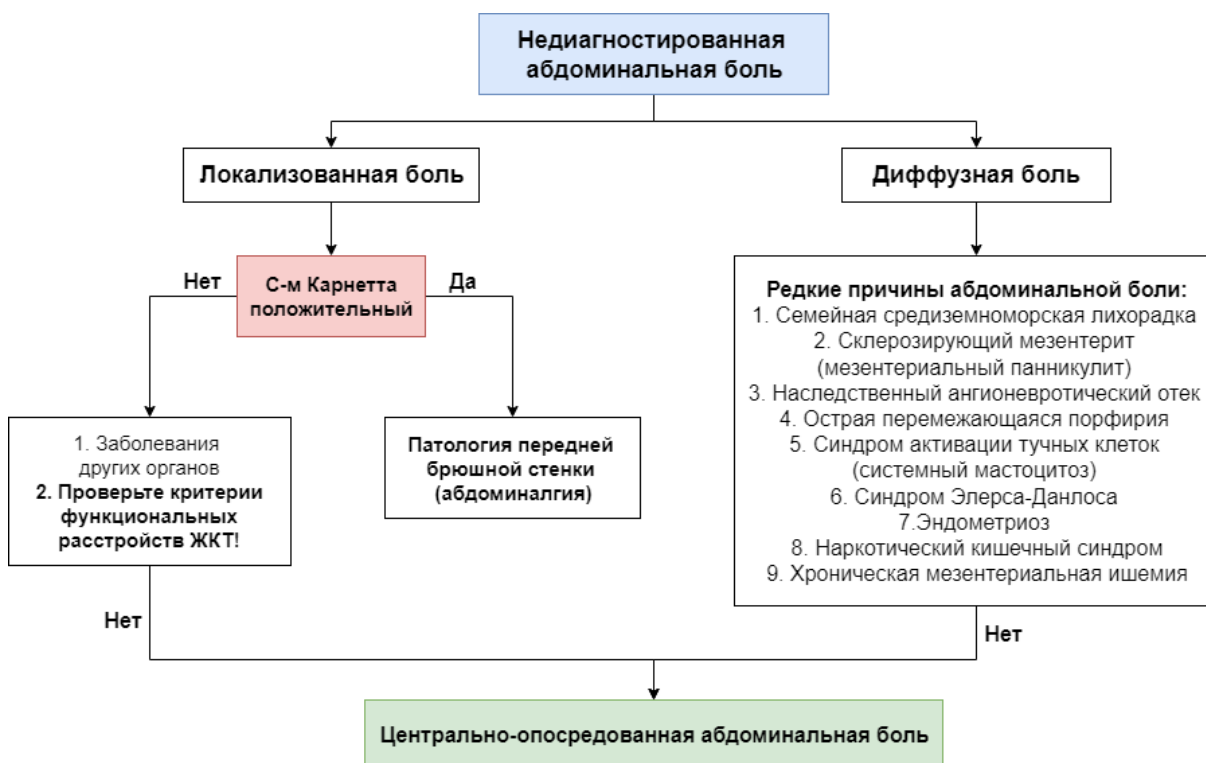 Недиагностированная
абдоминальная боль
Локализованная боль
Диффузная боль
Нет
С-м Карнетта
положительный
Да
1. Заболевания
других органов
2. Проверьте критерии
функциональных
расстройств ЖКТ!
Патология передней
брюшной стенки
(абдоминалгия)
Редкие причины абдоминальной боли:
1. Семейная средиземноморская лихорадка
2. Склерозирующий мезентерит
(мезентериальный панникулит)
3. Наследственный ангионевротический отек
4. Острая перемежающаяся порфирия
5. Синдром активации тучных клеток
(системный мастоцитоз)
6. Синдром Элерса-Данлоса
7.Эндометриоз
8. Наркотический кишечный синдром
9. Хроническая мезентериальная ишемия
Нет
Нет
Центрально-опосредованная абдоминальная боль